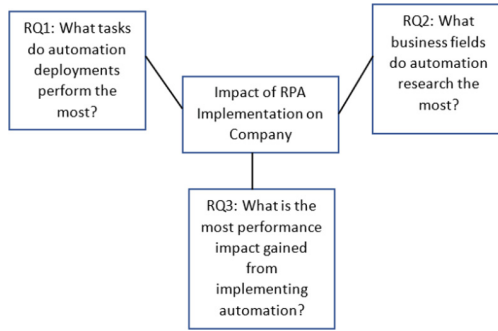 RQ1: What tasks
do automation
deployments
perform the
most?
RQ2: What
business fields
do automation
research the
most?
Impact of RPA
Implementation on
Company
RQ3: What is the
most performance
impact gained
from
implementing
automation?